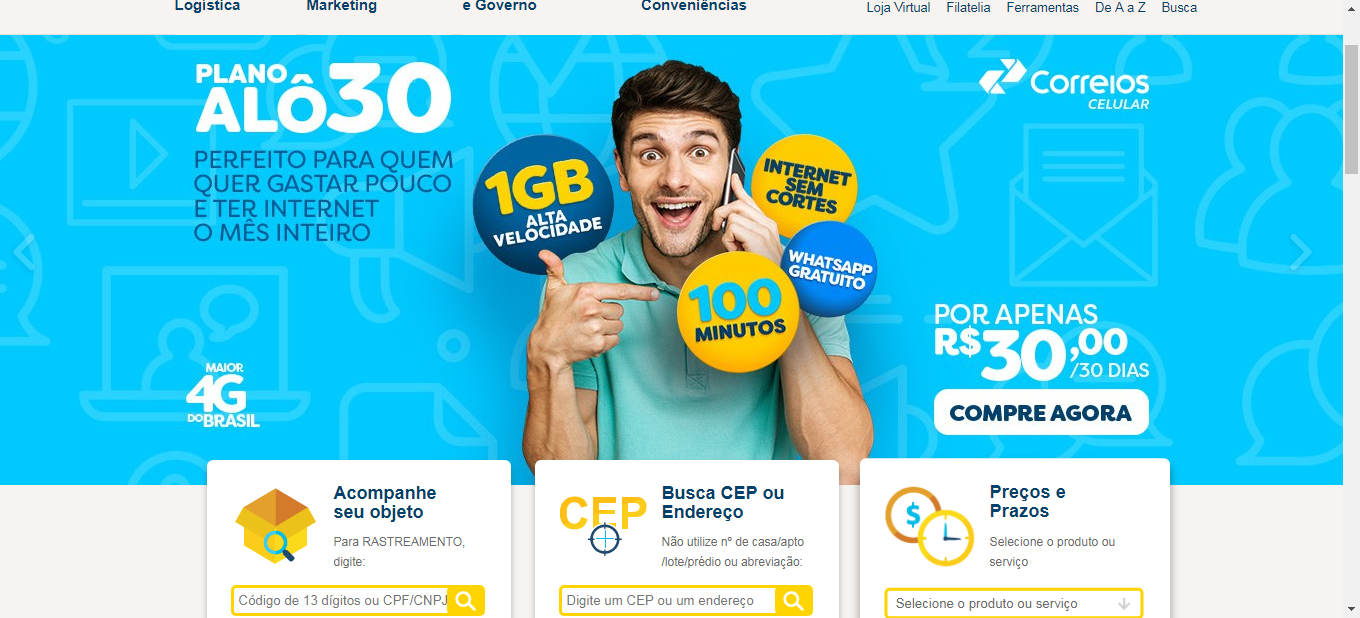 Logística
Marketing
e Governo
Conveniências
Loja Virtual Filatelia Ferramentas De A a Z Busca
PLANO
ALÔ30
PERFEITO PARA QUEM
QUER GASTAR POUCO
E TER INTERNET
O MÊS INTEIRO
1GB
ALTA
VELOCIDADE
INTERNET
SEM
CORTES
WHATSAPP
GRATUITO
100
MINUTOS
Correios
CELULAR
POR APENAS
R$30,00
/30 DIAS
COMPRE AGORA
MAIOR
4G
DO BRASIL
Acompanhe
seu objeto
Para RASTREAMENTO,
digite:
Código de 13 dígitos ou CPF/CNPJ
CEP
Busca CEP ou
Endereço
Não utilize nº de casa/apto
/lote/prédio ou abreviação:
Digite um CEP ou um endereço
$
Preços e
Prazos
Selecione o produto ou
serviço
Selecione o produto ou serviço